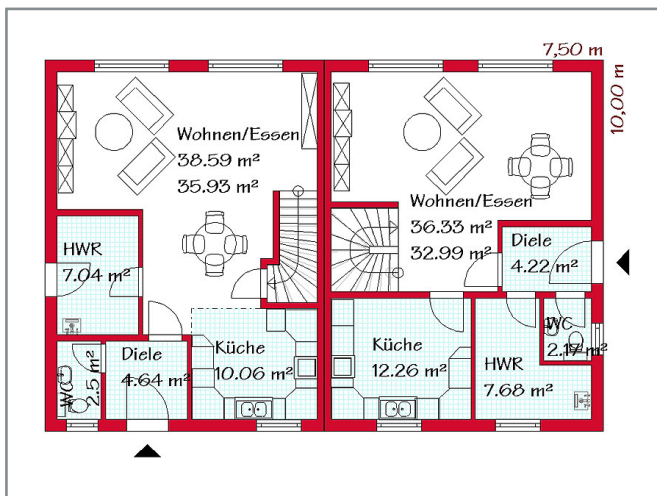 7,50 m
10,00 m
Wohnen/Essen
38.59 m²
35.93 m²
Wohnen/Essen
36.33 m²
32.99 m²
HWR
7.04 m²
Diele
4.22 m²
WC
2.5 m²
Diele
4.64 m²
Küche
10.06 m²
Küche
12.26 m²
HWR
7.68 m²
WC
2.17 m²